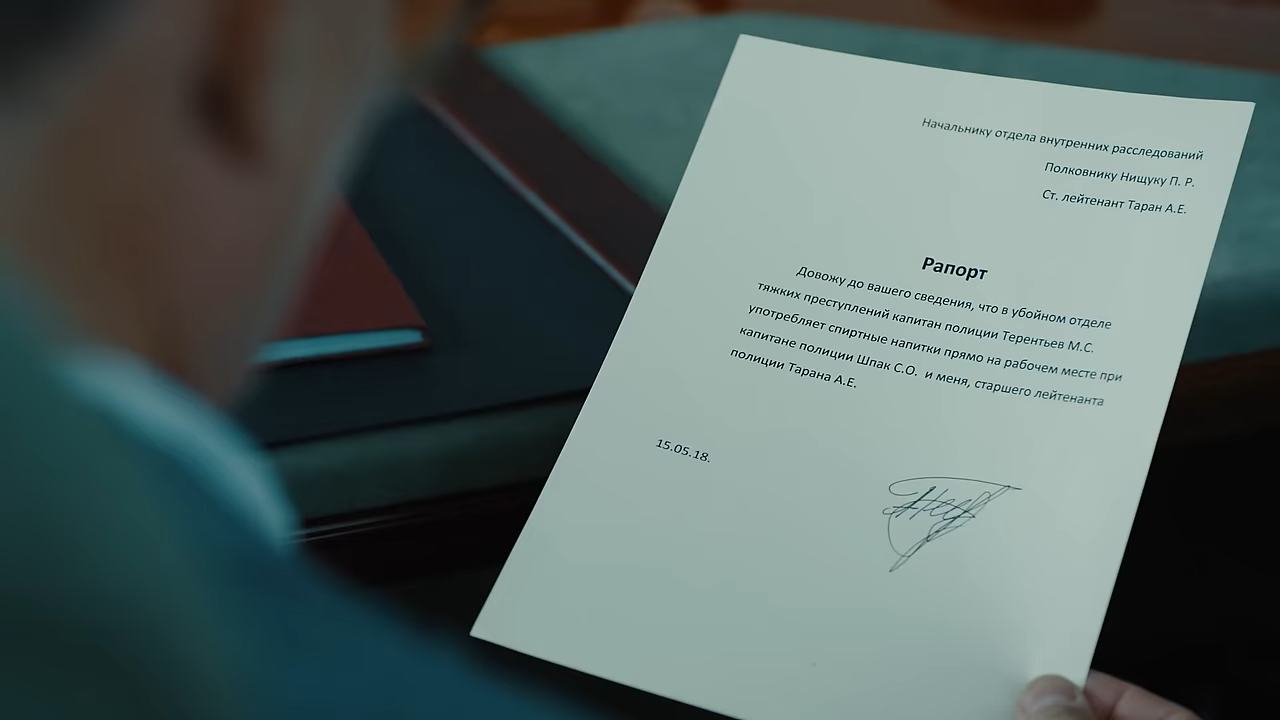 Начальнику отдела внутренних расследований
Полковнику Нищуку П. Р.
Ст. лейтенант Таран А.Е.
Рапорт
Довожу до вашего сведения, что в убойном отделе
тяжких преступлений капитан полиции Терентьев М.С.
употребляет спиртные напитки прямо на рабочем месте при
капитане полиции Шпак С.О. и меня, старшего лейтенанта
полиции Тарана А.Е.
15.05.18.